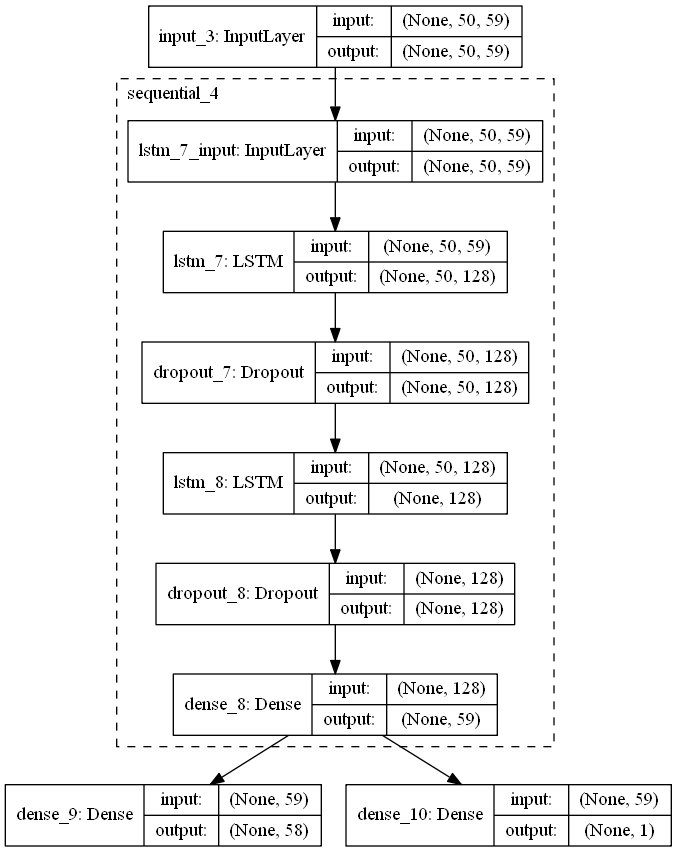 input_3: InputLayer
input: (None, 50, 59)
output: (None, 50, 59)
sequential_4
lstm_7_input: InputLayer
input: (None, 50, 59)
output: (None, 50, 59)
lstm_7: LSTM
input: (None, 50, 59)
output: (None, 50, 128)
dropout_7: Dropout
input: (None, 50, 128)
output: (None, 50, 128)
lstm_8: LSTM
input: (None, 50, 128)
output: (None, 128)
dropout_8: Dropout
input: (None, 128)
output: (None, 128)
dense_8: Dense
input: (None, 128)
output: (None, 59)
dense_9: Dense
input: (None, 59)
output: (None, 58)
dense_10: Dense
input: (None, 59)
output: (None, 1)